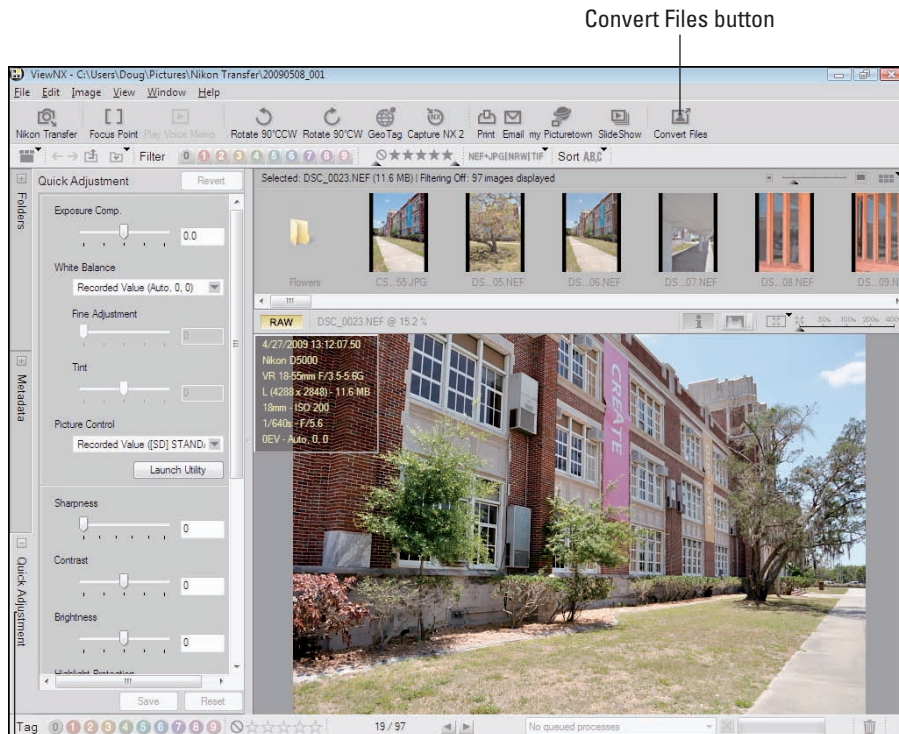 Convert Files button
ViewNX - C:\Users\Doug\Pictures\Nikon Transfer\20090508_001
File Edit Image View Window Help
Nikon Transfer Focus Point Play Voice Memo Rotate 90°CCW Rotate 90°CW GeoTag Capture NX 2 Print Email my Picturetown SlideShow Convert Files
Filter 0 1 2 3 4 5 6 7 8 9 NEF+JPG|NRW|TIF Sort ABC
Folders
Metadata
Quick Adjustment
Quick Adjustment Revert
Exposure Comp.
0.0
White Balance
Recorded Value (Auto, 0, 0)
Fine Adjustment
0
Tint
0
Picture Control
Recorded Value ([SD] STAND
Launch Utility
Sharpness
0
Contrast
0
Brightness
0
Highlight Protection
Save Reset
Selected: DSC_0023.NEF (11.6 MB) | Filtering Off: 97 images displayed
Flowers CS...55.JPG DS...05.NEF DS...06.NEF DS...07.NEF DS...08.NEF DS...09.N
RAW DSC_0023.NEF @ 15.2 %
50% 100% 200% 400
4/27/2009 13:12:07.50
Nikon D5000
VR 18-55mm F/3.5-5.6G
L (4288 x 2848) - 11.6 MB
18mm - ISO 200
1/640s - F/5.6
0EV - Auto, 0, 0
CREATE
Tag 0 1 2 3 4 5 6 7 8 9 19 / 97 No queued processes